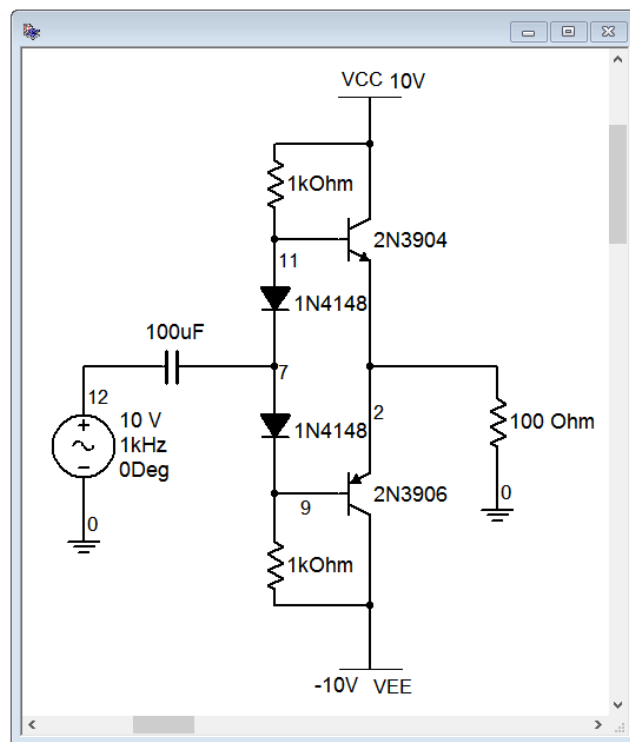 VCC 10V
1kOhm
2N3904
11
1N4148
100uF
7
12
2
10 V
1kHz
0Deg
1N4148
100 Ohm
2N3906
9
0
0
1kOhm
-10V VEE